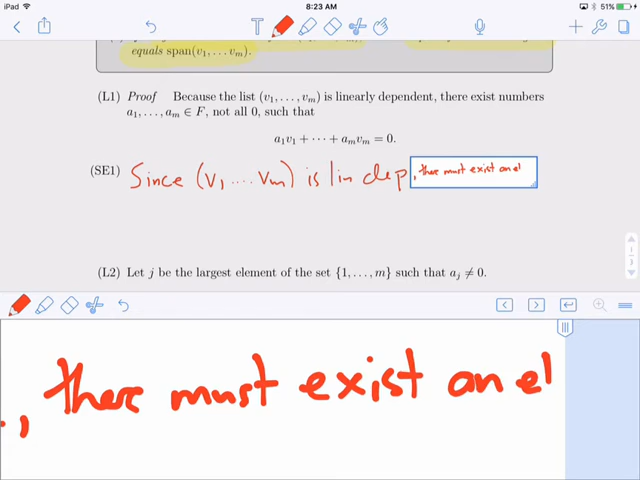 iPad
8:23 AM
51%
equals span(v₁, . . . vₘ).
(L1) Proof Because the list (v₁, . . . , vₘ) is linearly dependent, there exist numbers
a₁, . . . , aₘ ∈ F, not all 0, such that
a₁v₁ + · · · + aₘvₘ = 0.
(SE1) Since (v₁ .... vₘ) is lin dep, there must exist an el
(L2) Let j be the largest element of the set {1, . . . , m} such that aⱼ ≠ 0.
, there must exist an el